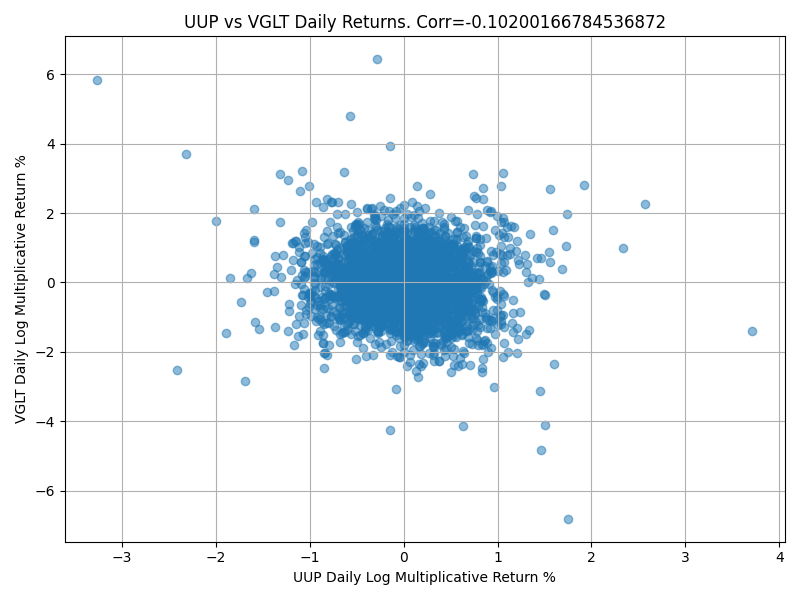 UUP vs VGLT Daily Returns. Corr=-0.10200166784536872
VGLT Daily Log Multiplicative Return %
6
4
2
0
−2
−4
−6
−3 −2 −1 0 1 2 3 4
UUP Daily Log Multiplicative Return %